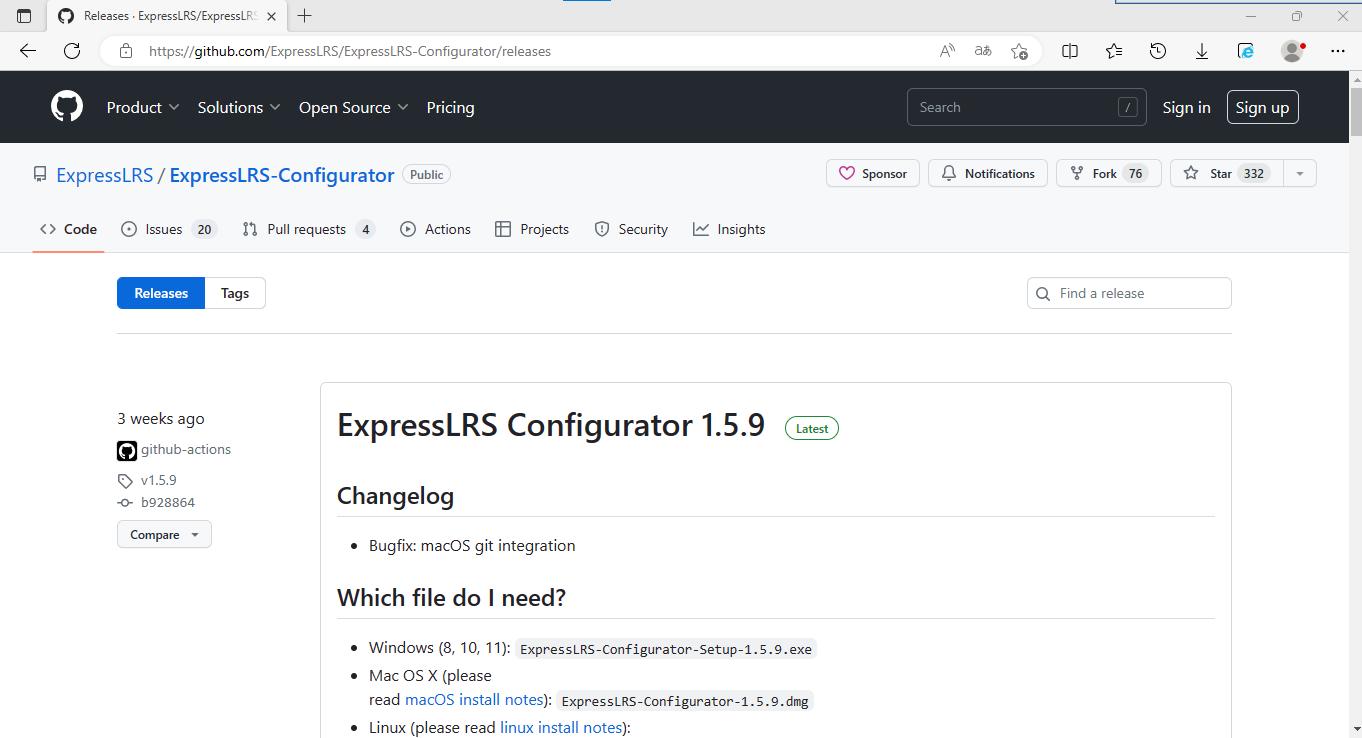 Releases · ExpressLRS/ExpressLRS
https://github.com/ExpressLRS/ExpressLRS-Configurator/releases
Product Solutions Open Source Pricing Search / Sign in Sign up
ExpressLRS / ExpressLRS-Configurator Public Sponsor Notifications Fork 76 Star 332
Code Issues 20 Pull requests 4 Actions Projects Security Insights
Releases Tags Find a release
3 weeks ago
github-actions
v1.5.9
b928864
Compare
ExpressLRS Configurator 1.5.9 Latest
Changelog
• Bugfix: macOS git integration
Which file do I need?
• Windows (8, 10, 11): ExpressLRS-Configurator-Setup-1.5.9.exe
• Mac OS X (please
read macOS install notes): ExpressLRS-Configurator-1.5.9.dmg
• Linux (please read linux install notes):